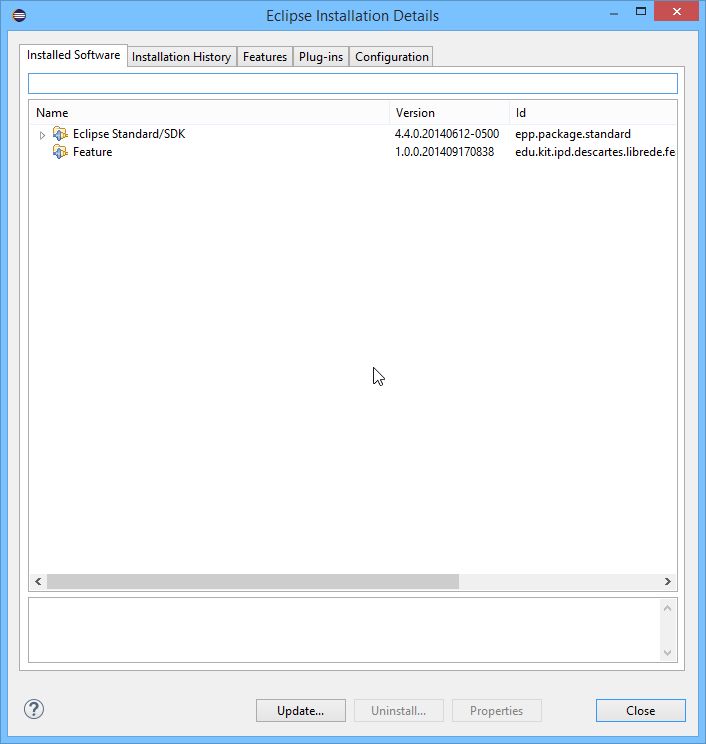 Eclipse Installation Details
Installed Software Installation History Features Plug-ins Configuration
Name Version Id
Eclipse Standard/SDK 4.4.0.20140612-0500 epp.package.standard
Feature 1.0.0.201409170838 edu.kit.ipd.descartes.librede.fe
? Update... Uninstall... Properties Close